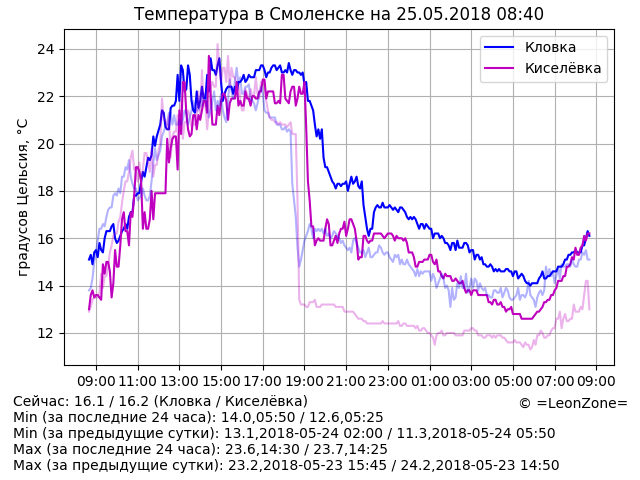 Температура в Смоленске на 25.05.2018 08:40
градусов Цельсия, °C
24
22
20
18
16
14
12
Кловка
Киселёвка
09:00 11:00 13:00 15:00 17:00 19:00 21:00 23:00 01:00 03:00 05:00 07:00 09:00
Сейчас: 16.1 / 16.2 (Кловка / Киселёвка)
© =LeonZone=
Min (за последние 24 часа): 14.0,05:50 / 12.6,05:25
Min (за предыдущие сутки): 13.1,2018-05-24 02:00 / 11.3,2018-05-24 05:50
Max (за последние 24 часа): 23.6,14:30 / 23.7,14:25
Max (за предыдущие сутки): 23.2,2018-05-23 15:45 / 24.2,2018-05-23 14:50